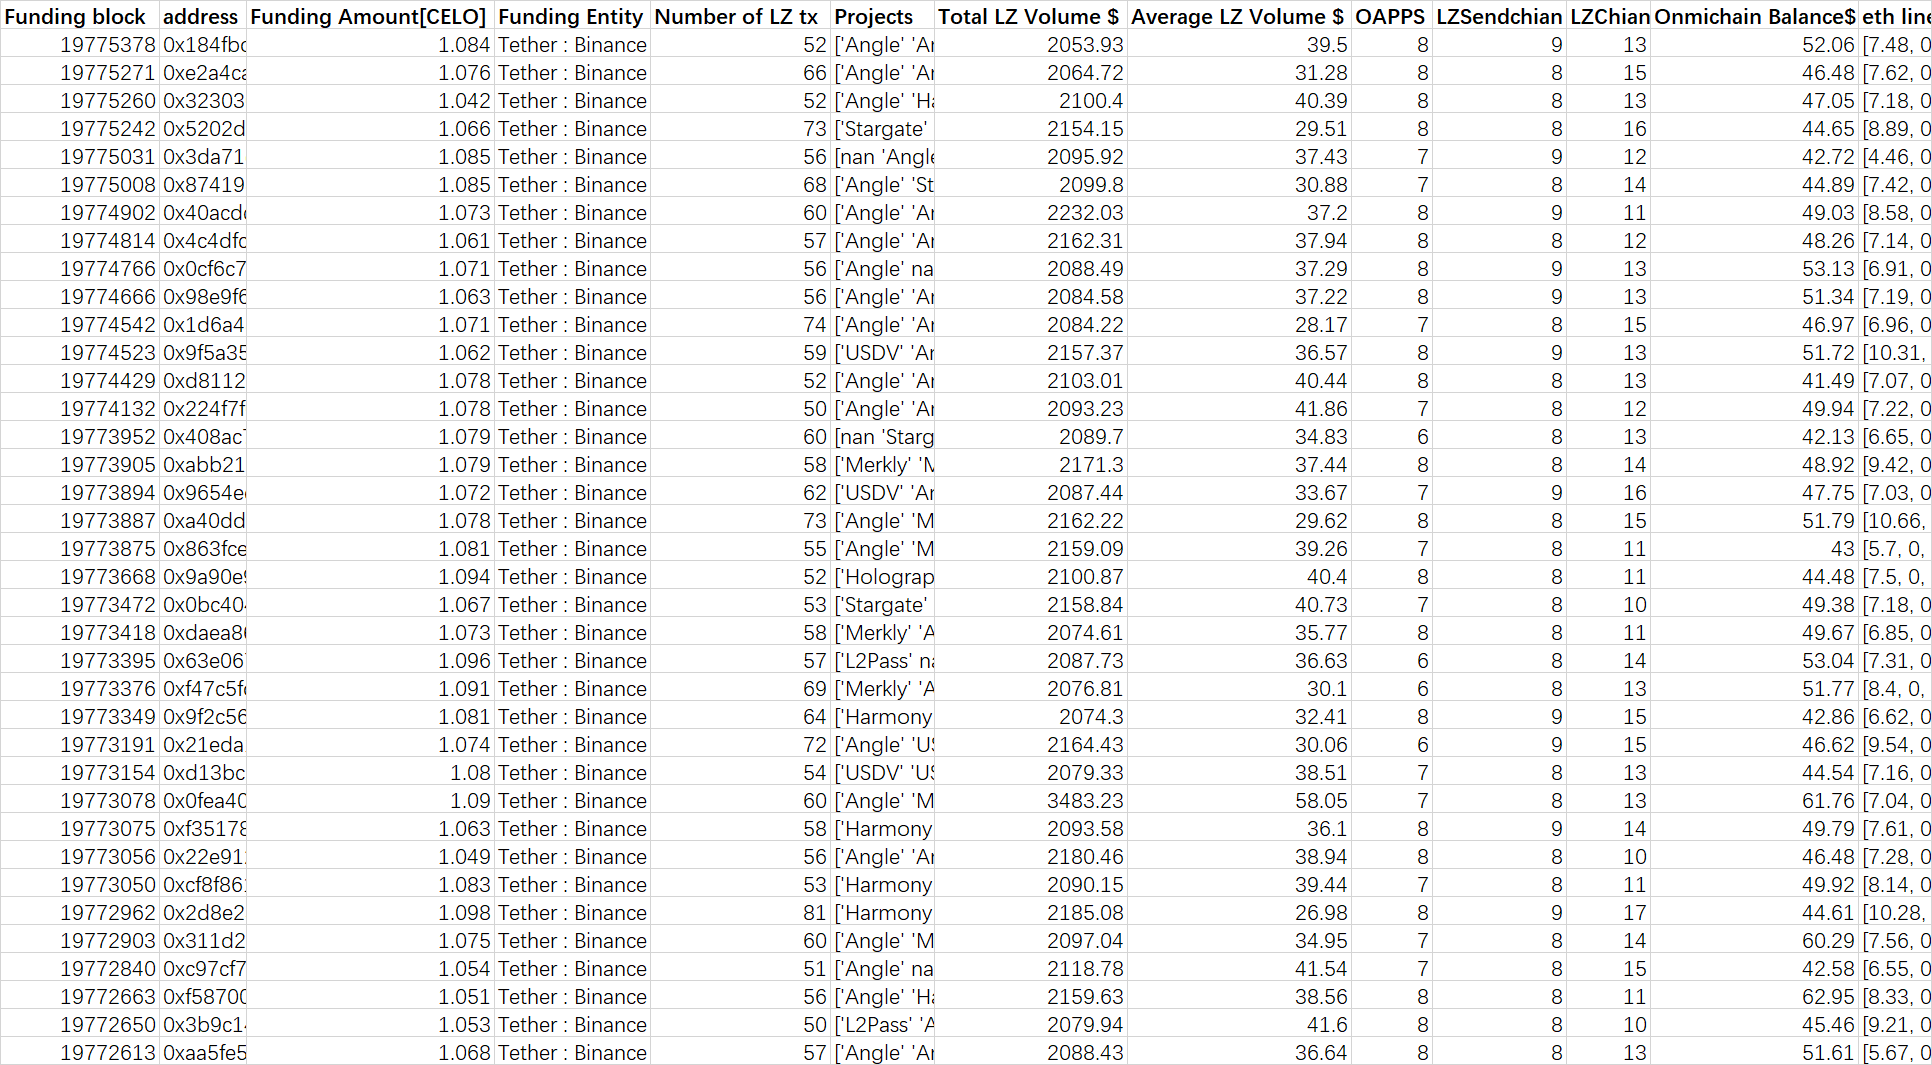 Funding block address Funding Amount[CELO] Funding Entity Number of LZ tx Projects Total LZ Volume $ Average LZ Volume $ OAPPS LZSendchian LZChian Onmichain Balance$ eth line
19775378 0x184fb 1.084 Tether : Binance 52 ['Angle' 'Ar 2053.93 39.5 8 9 13 52.06 [7.48, 0
19775271 0xe2a4ca 1.076 Tether : Binance 66 ['Angle' 'Ar 2064.72 31.28 8 8 15 46.48 [7.62, 0
19775260 0x32303 1.042 Tether : Binance 52 ['Angle' 'Ha 2100.4 40.39 8 8 13 47.05 [7.18, 0
19775242 0x5202d 1.066 Tether : Binance 73 ['Stargate' 2154.15 29.51 8 8 16 44.65 [8.89, 0
19775031 0x3da71 1.085 Tether : Binance 56 [nan 'Angle 2095.92 37.43 7 9 12 42.72 [4.46, 0
19775008 0x87419 1.085 Tether : Binance 68 ['Angle' 'St 2099.8 30.88 7 8 14 44.89 [7.42, 0
19774902 0x40acd 1.073 Tether : Binance 60 ['Angle' 'Ar 2232.03 37.2 8 9 11 49.03 [8.58, 0
19774814 0x4c4df 1.061 Tether : Binance 57 ['Angle' 'Ar 2162.31 37.94 8 8 12 48.26 [7.14, 0
19774766 0x0cf6c7 1.071 Tether : Binance 56 ['Angle' na 2088.49 37.29 8 9 13 53.13 [6.91, 0
19774666 0x98e9f6 1.063 Tether : Binance 56 ['Angle' 'Ar 2084.58 37.22 8 9 13 51.34 [7.19, 0
19774542 0x1d6a4 1.071 Tether : Binance 74 ['Angle' 'Ar 2084.22 28.17 7 8 15 46.97 [6.96, 0
19774523 0x9f5a35 1.062 Tether : Binance 59 ['USDV' 'Ar 2157.37 36.57 8 9 13 51.72 [10.31,
19774429 0xd8112 1.078 Tether : Binance 52 ['Angle' 'Ar 2103.01 40.44 8 8 13 41.49 [7.07, 0
19774132 0x224f7f 1.078 Tether : Binance 50 ['Angle' 'Ar 2093.23 41.86 7 8 12 49.94 [7.22, 0
19773952 0x408ac 1.079 Tether : Binance 60 [nan 'Starg 2089.7 34.83 6 8 13 42.13 [6.65, 0
19773905 0xabb21 1.079 Tether : Binance 58 ['Merkly' 'M 2171.3 37.44 8 8 14 48.92 [9.42, 0
19773894 0x9654e 1.072 Tether : Binance 62 ['USDV' 'Ar 2087.44 33.67 7 9 16 47.75 [7.03, 0
19773887 0xa40dd 1.078 Tether : Binance 73 ['Angle' 'M 2162.22 29.62 8 8 15 51.79 [10.66,
19773875 0x863fce 1.081 Tether : Binance 55 ['Angle' 'M 2159.09 39.26 7 8 11 43 [5.7, 0,
19773668 0x9a90e 1.094 Tether : Binance 52 ['Holograp 2100.87 40.4 8 8 11 44.48 [7.5, 0,
19773472 0x0bc40 1.067 Tether : Binance 53 ['Stargate' 2158.84 40.73 7 8 10 49.38 [7.18, 0
19773418 0xdaea8 1.073 Tether : Binance 58 ['Merkly' 'A 2074.61 35.77 8 8 11 49.67 [6.85, 0
19773395 0x63e06 1.096 Tether : Binance 57 ['L2Pass' na 2087.73 36.63 6 8 14 53.04 [7.31, 0
19773376 0xf47c5f 1.091 Tether : Binance 69 ['Merkly' 'A 2076.81 30.1 6 8 13 51.77 [8.4, 0,
19773349 0x9f2c56 1.081 Tether : Binance 64 ['Harmony 2074.3 32.41 8 9 15 42.86 [6.62, 0
19773191 0x21eda 1.074 Tether : Binance 72 ['Angle' 'US 2164.43 30.06 6 9 15 46.62 [9.54, 0
19773154 0xd13bc 1.08 Tether : Binance 54 ['USDV' 'US 2079.33 38.51 7 8 13 44.54 [7.16, 0
19773078 0x0fea40 1.09 Tether : Binance 60 ['Angle' 'M 3483.23 58.05 7 8 13 61.76 [7.04, 0
19773075 0xf35178 1.063 Tether : Binance 58 ['Harmony 2093.58 36.1 8 9 14 49.79 [7.61, 0
19773056 0x22e91 1.049 Tether : Binance 56 ['Angle' 'Ar 2180.46 38.94 8 8 10 46.48 [7.28, 0
19773050 0xcf8f86 1.083 Tether : Binance 53 ['Harmony 2090.15 39.44 7 8 11 49.92 [8.14, 0
19772962 0x2d8e2 1.098 Tether : Binance 81 ['Harmony 2185.08 26.98 8 9 17 44.61 [10.28,
19772903 0x311d2 1.075 Tether : Binance 60 ['Angle' 'M 2097.04 34.95 7 8 14 60.29 [7.56, 0
19772840 0xc97cf7 1.054 Tether : Binance 51 ['Angle' na 2118.78 41.54 7 8 15 42.58 [6.55, 0
19772663 0xf58700 1.051 Tether : Binance 56 ['Angle' 'Ha 2159.63 38.56 8 8 11 62.95 [8.33, 0
19772650 0x3b9c1 1.053 Tether : Binance 50 ['L2Pass' 'A 2079.94 41.6 8 8 10 45.46 [9.21, 0
19772613 0xaa5fe5 1.068 Tether : Binance 57 ['Angle' 'Ar 2088.43 36.64 8 8 13 51.61 [5.67, 0